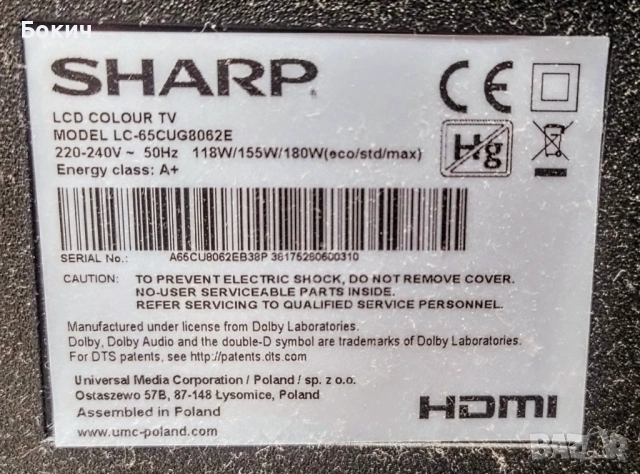 Бокич
SHARP
LCD COLOUR TV
MODEL LC-65CUG8062E
220-240V ~ 50Hz 118W/155W/180W(eco/std/max)
Energy class: A+
CE
Hg
SERIAL No.: A65CU8062EB38P 36175280600310
CAUTION: TO PREVENT ELECTRIC SHOCK, DO NOT REMOVE COVER.
NO-USER SERVICEABLE PARTS INSIDE.
REFER SERVICING TO QUALIFIED SERVICE PERSONNEL.
Manufactured under license from Dolby Laboratories.
Dolby, Dolby Audio and the double-D symbol are trademarks of Dolby Laboratories.
For DTS patents, see http://patents.dts.com
Universal Media Corporation / Poland / sp. z o.o.
Ostaszewo 57B, 87-148 Łysomice, Poland
Assembled in Poland
www.umc-poland.com
HDMI
BAZAR